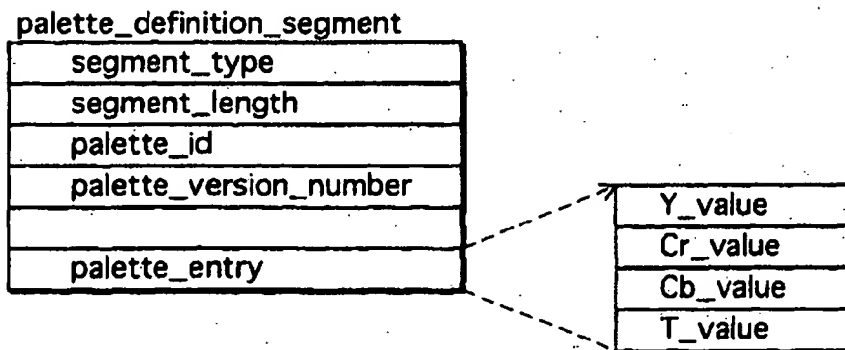 palette_definition_segment
segment_type
segment_length
palette_id
palette_version_number
palette_entry
Y_value
Cr_value
Cb_value
T_value